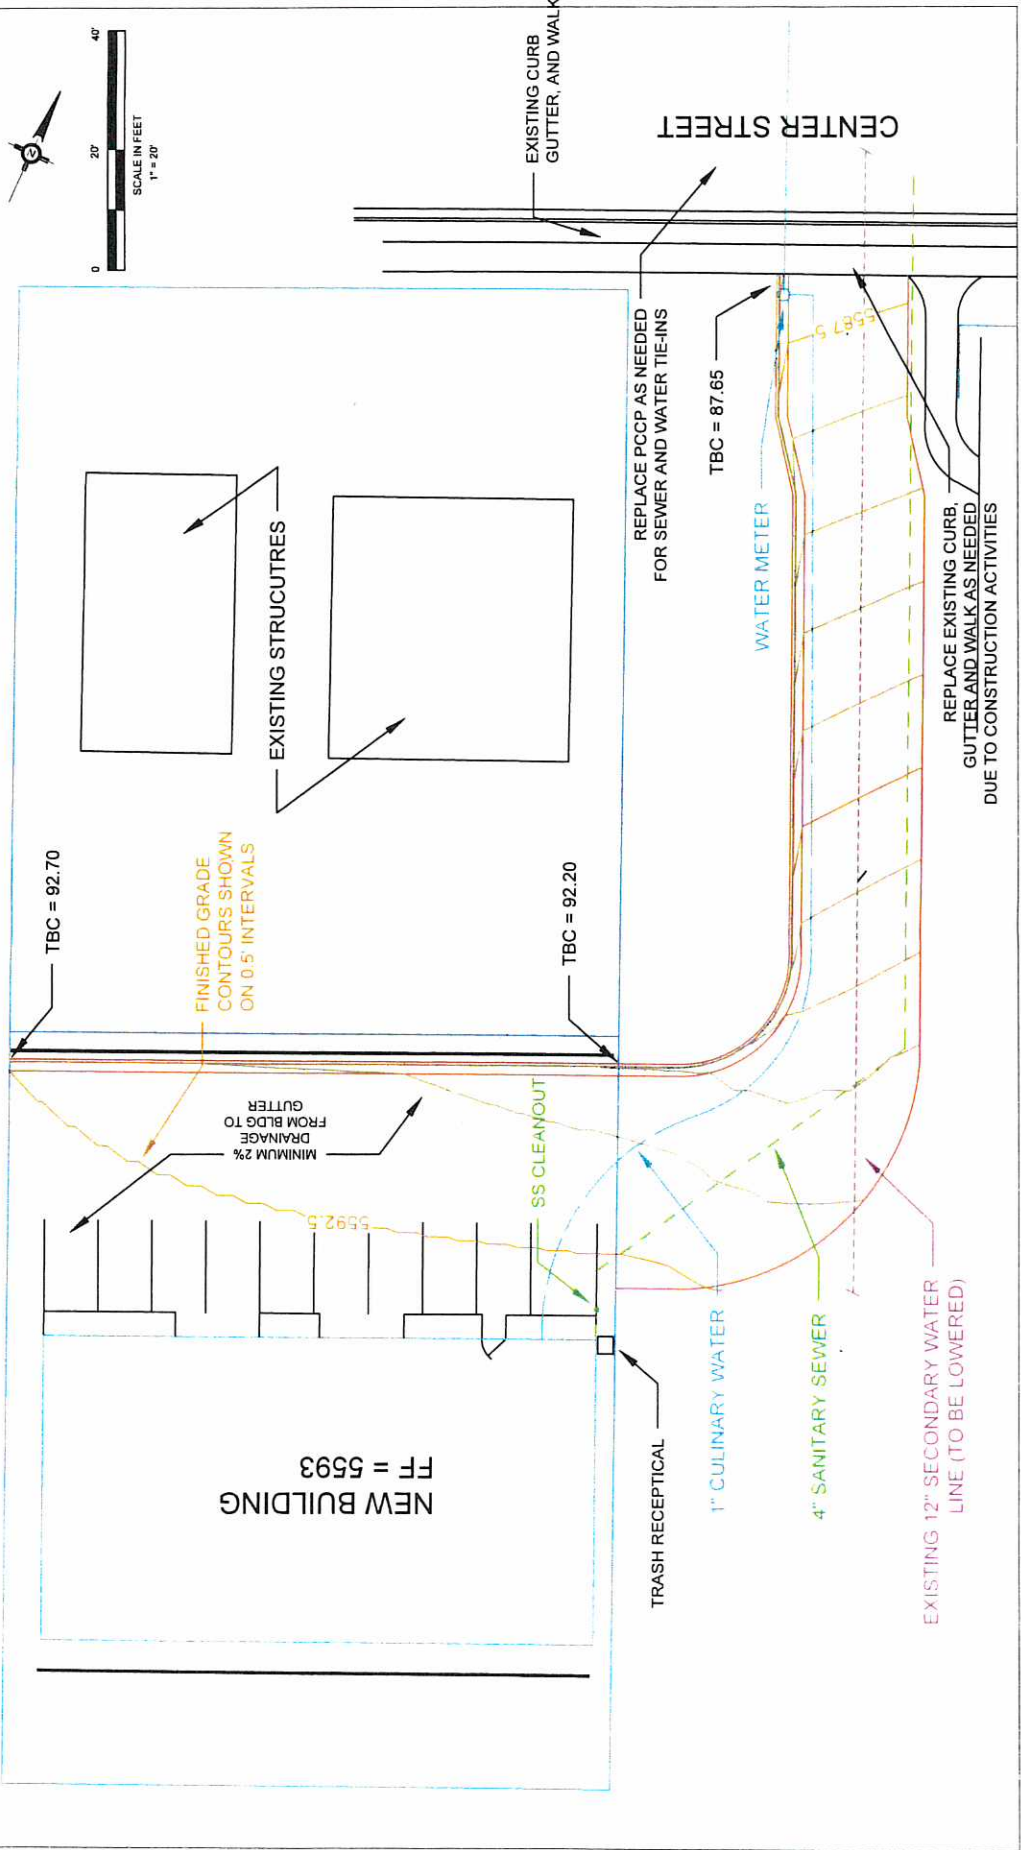 0
20'
40'
SCALE IN FEET
1" = 20'
N
EXISTING CURB
GUTTER, AND WALK
CENTER STREET
REPLACE PCCP AS NEEDED
FOR SEWER AND WATER TIE-INS
TBC = 87.65
5587.5
WATER METER
EXISTING STRUCUTRES
REPLACE EXISTING CURB,
GUTTER AND WALK AS NEEDED
DUE TO CONSTRUCTION ACTIVITIES
TBC = 92.70
FINISHED GRADE
CONTOURS SHOWN
ON 0.5' INTERVALS
TBC = 92.20
MINIMUM 2%
DRAINAGE
FROM BLDG TO
GUTTER
SS CLEANOUT
5592.5
NEW BUILDING
FF = 5593
TRASH RECEPTICAL
1" CULINARY WATER
4" SANITARY SEWER
EXISTING 12" SECONDARY WATER
LINE (TO BE LOWERED)